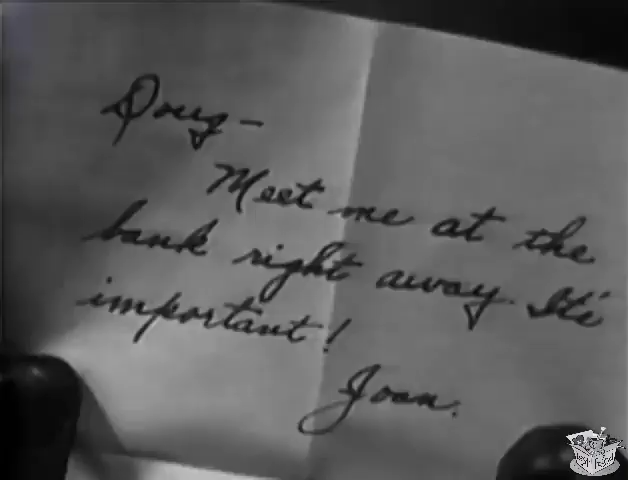 Doug-
Meet me at the
bank right away. It's
important!
Joan.